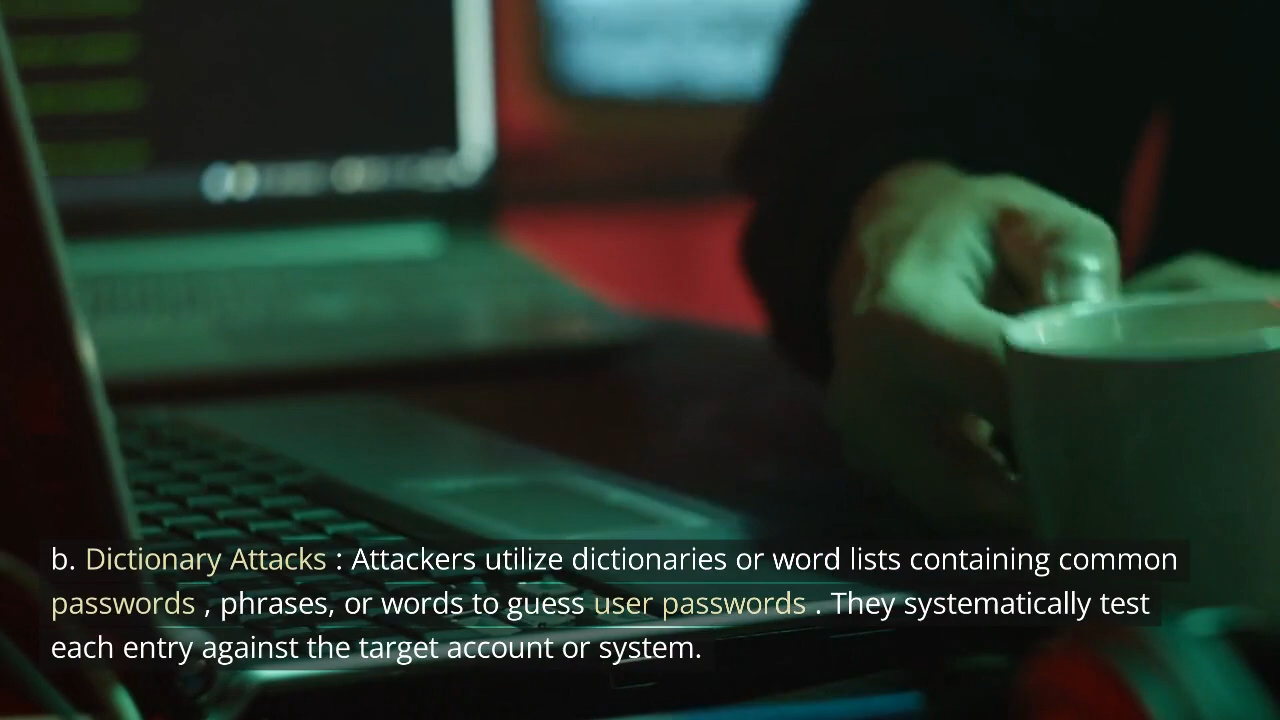 b. Dictionary Attacks : Attackers utilize dictionaries or word lists containing common
passwords , phrases, or words to guess user passwords . They systematically test
each entry against the target account or system.